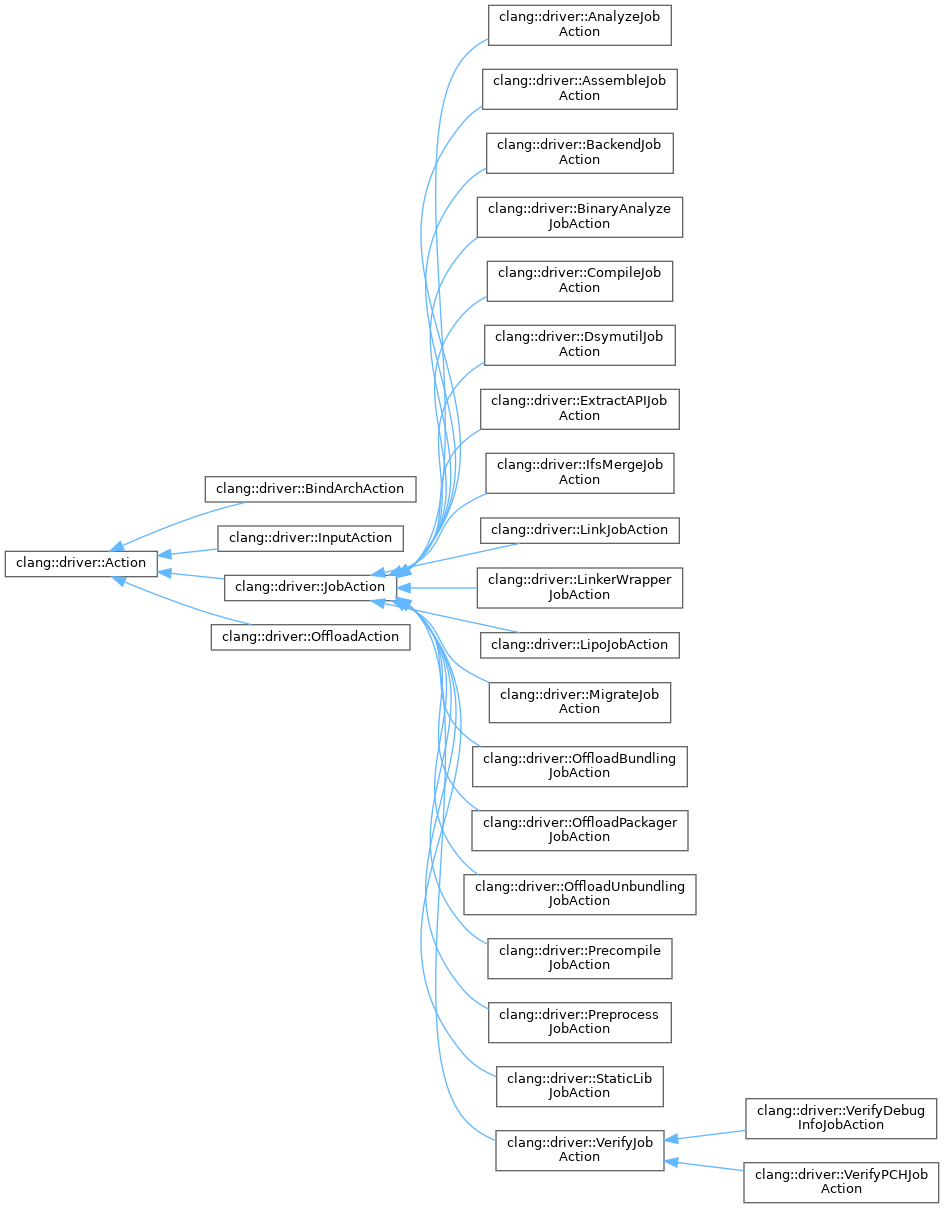 clang::driver::Action
clang::driver::BindArchAction
clang::driver::InputAction
clang::driver::JobAction
clang::driver::OffloadAction
clang::driver::AnalyzeJob
Action
clang::driver::AssembleJob
Action
clang::driver::BackendJob
Action
clang::driver::BinaryAnalyze
JobAction
clang::driver::CompileJob
Action
clang::driver::DsymutilJob
Action
clang::driver::ExtractAPIJob
Action
clang::driver::IfsMergeJob
Action
clang::driver::LinkJobAction
clang::driver::LinkerWrapper
JobAction
clang::driver::LipoJobAction
clang::driver::MigrateJob
Action
clang::driver::OffloadBundling
JobAction
clang::driver::OffloadPackager
JobAction
clang::driver::OffloadUnbundling
JobAction
clang::driver::Precompile
JobAction
clang::driver::Preprocess
JobAction
clang::driver::StaticLib
JobAction
clang::driver::VerifyJob
Action
clang::driver::VerifyDebug
InfoJobAction
clang::driver::VerifyPCHJob
Action